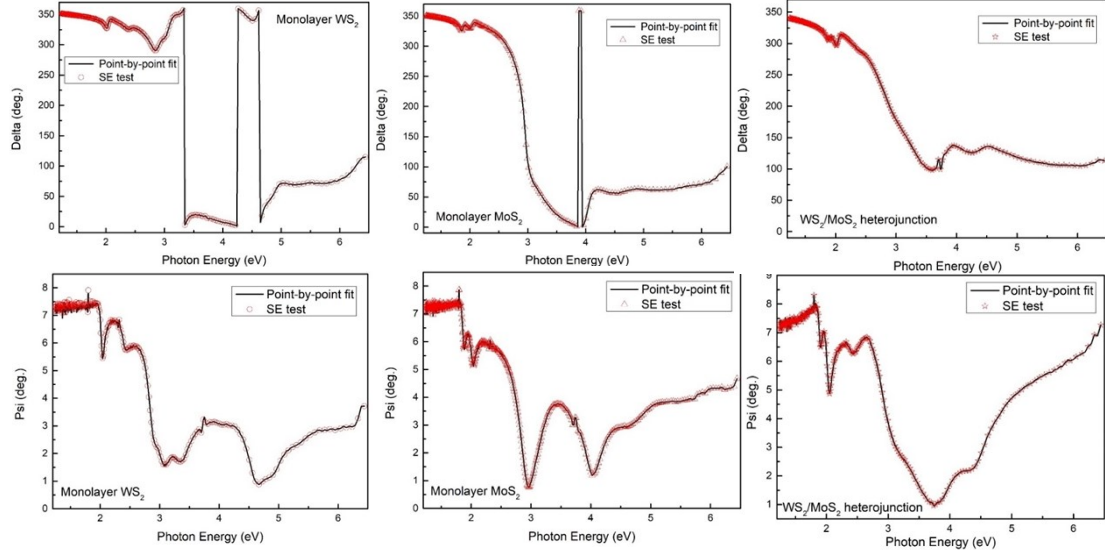 Monolayer WS₂
Point-by-point fit
SE test
Delta (deg.)
350
300
250
200
150
100
50
0
2
3
4
5
6
Photon Energy (eV)
Point-by-point fit
SE test
Monolayer MoS₂
Delta (deg.)
350
300
250
200
150
100
50
0
2
3
4
5
6
Photon Energy (eV)
Point-by-point fit
SE test
WS₂/MoS₂ heterojunction
Delta (deg.)
350
300
250
200
150
100
50
0
2
3
4
5
6
Photon Energy (eV)
Point-by-point fit
SE test
Monolayer WS₂
Psi (deg.)
8
7
6
5
4
3
2
1
0
2
3
4
5
6
Photon Energy (eV)
Point-by-point fit
SE test
Monolayer MoS₂
Psi (deg.)
8
7
6
5
4
3
2
1
0
2
3
4
5
6
Photon Energy (eV)
Point-by-point fit
SE test
WS₂/MoS₂ heterojunction
Psi (deg.)
9
8
7
6
5
4
3
2
1
2
3
4
5
6
Photon Energy (eV)